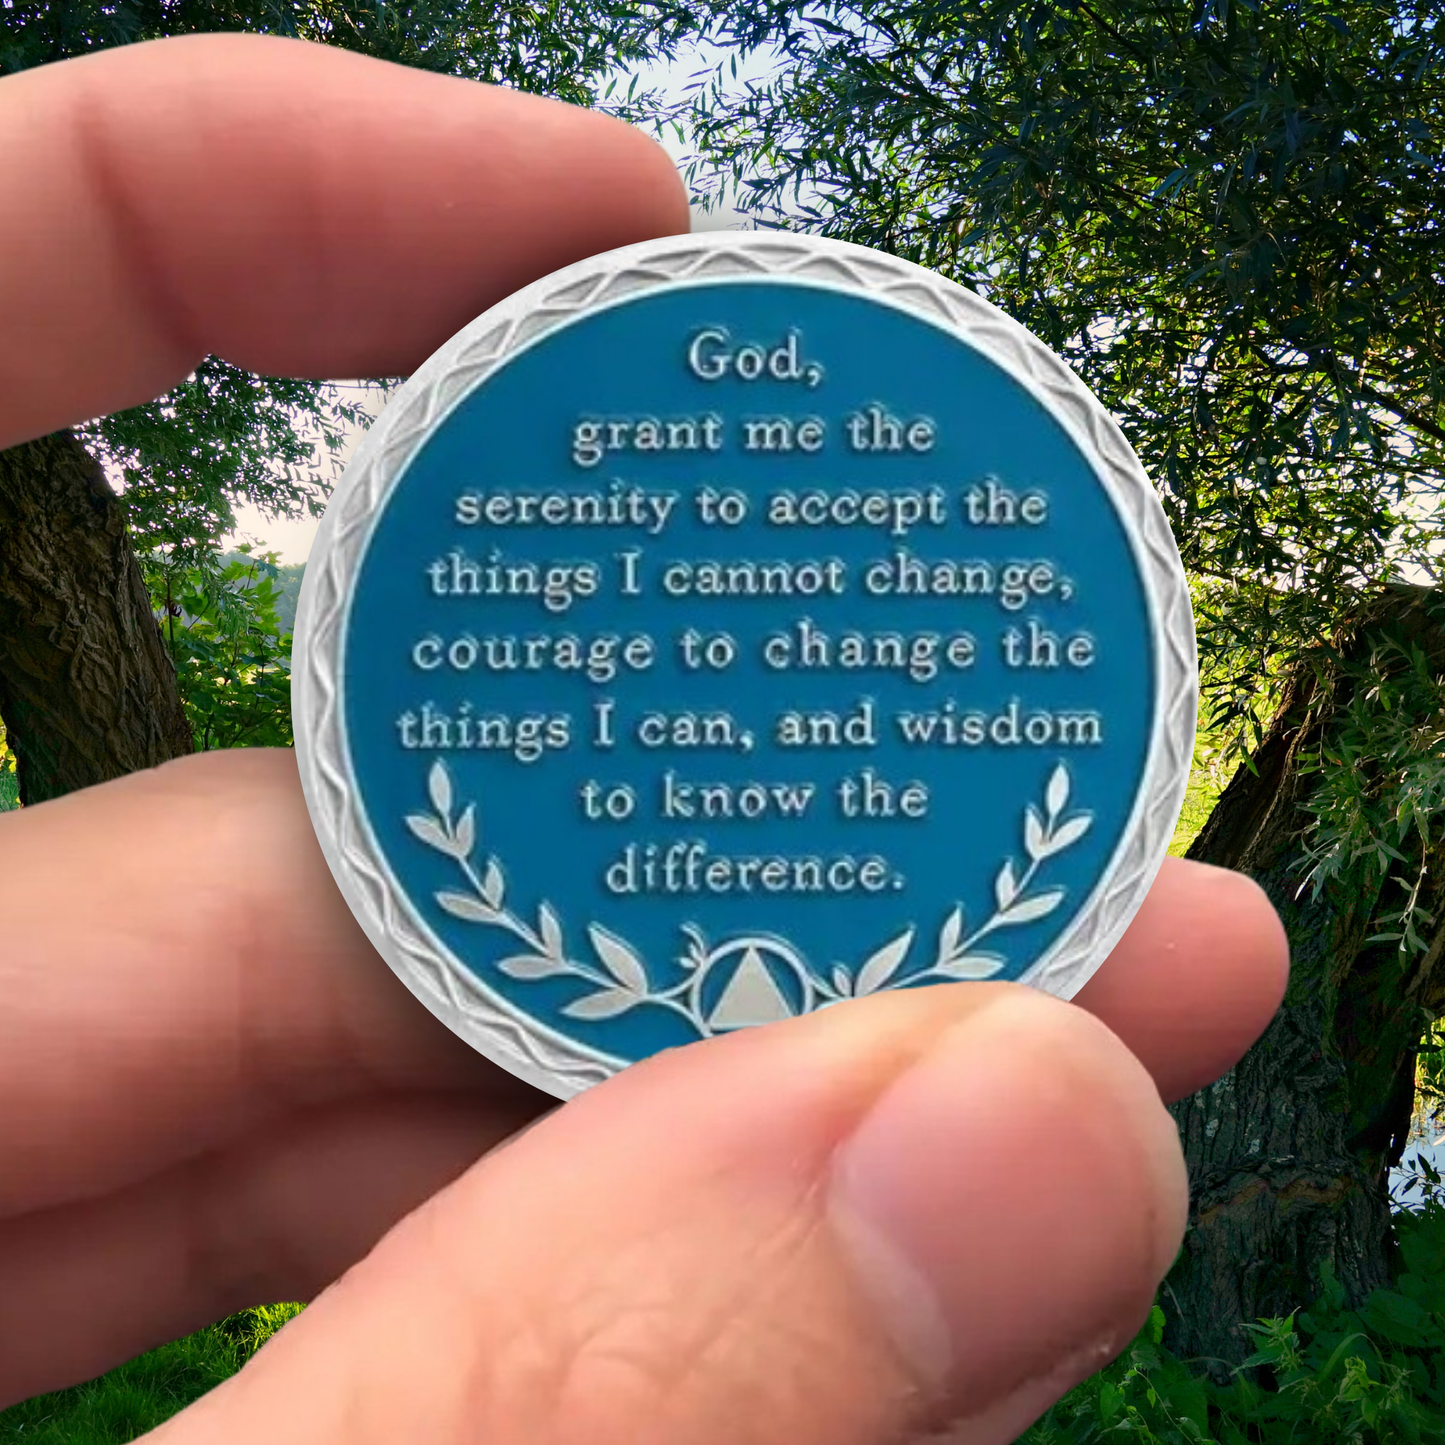 God,
grant me the
serenity to accept the
things I cannot change,
courage to change the
things I can, and wisdom
to know the
difference.